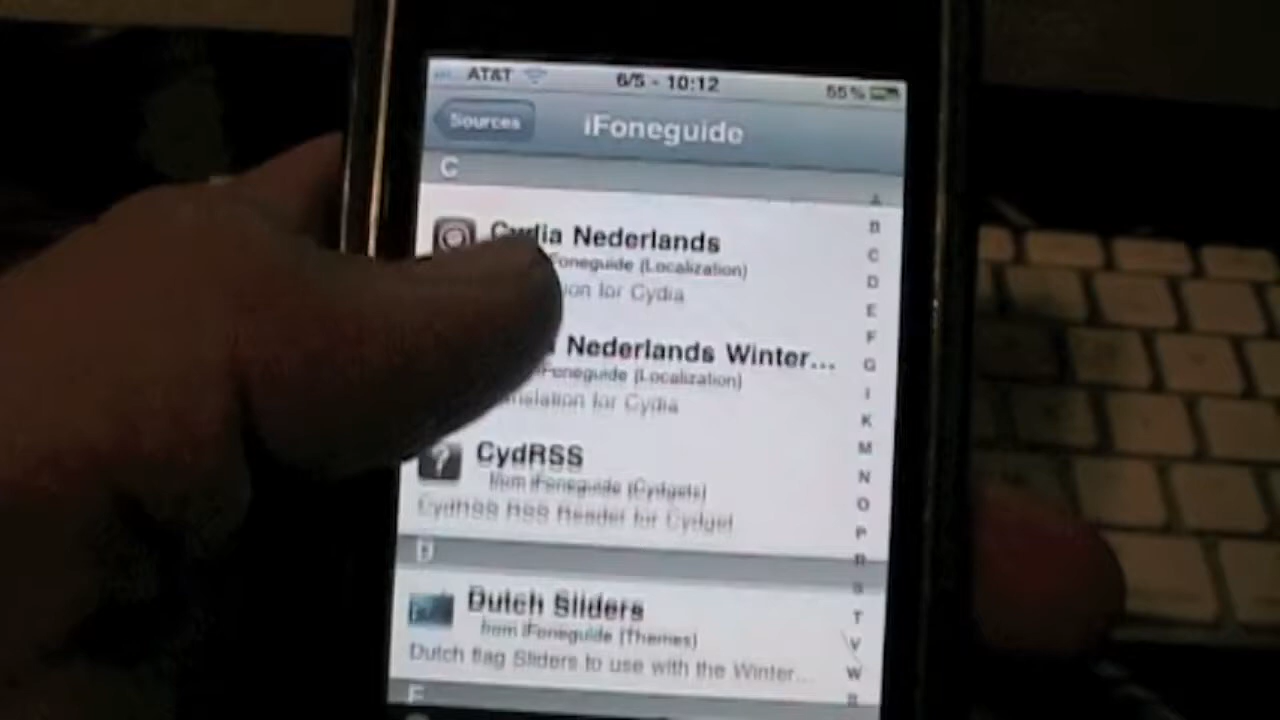 AT&T 6/5 - 10:12 55%
Sources iFoneguide
C
Cydia Nederlands
Foneguide (Localization)
for Cydia
Nederlands Winter...
Foneguide (Localization)
nslation for Cydia
CydRSS
from iFoneguide (Cydgets)
CydRSS RSS Reader for Cydget
D
Dutch Sliders
from iFoneguide (Themes)
Dutch flag Sliders to use with the Winter...
A
B
C
D
E
F
G
I
K
M
N
O
P
R
S
T
V
W